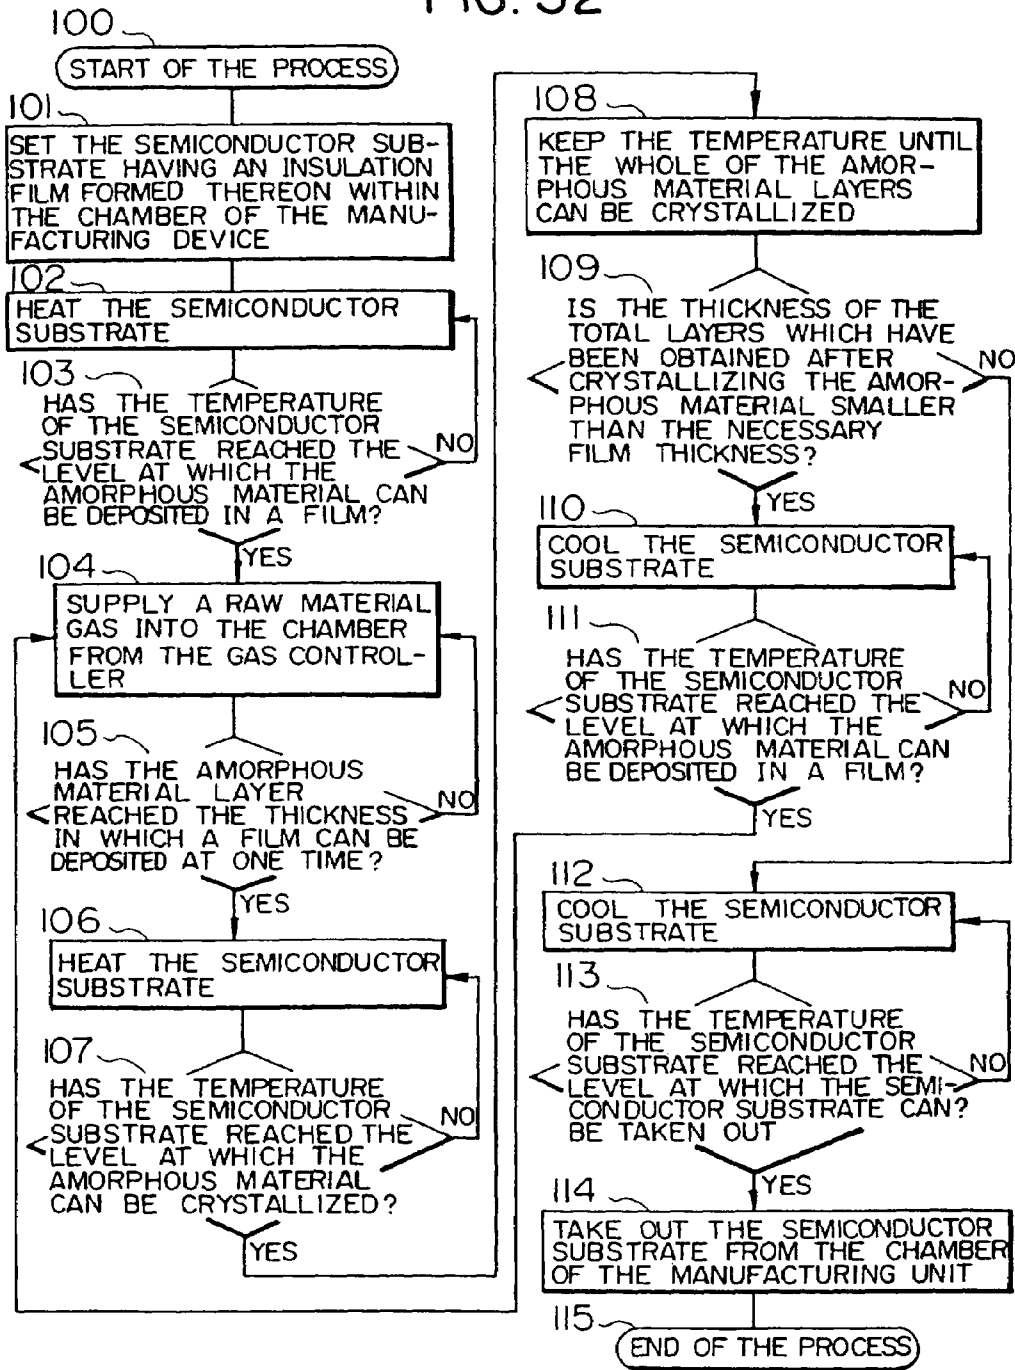 FIG. 32
100
START OF THE PROCESS
101
SET THE SEMICONDUCTOR SUB-
STRATE HAVING AN INSULATION
FILM FORMED THEREON WITHIN
THE CHAMBER OF THE MANU-
FACTURING DEVICE
102
HEAT THE SEMICONDUCTOR
SUBSTRATE
103
HAS THE TEMPERATURE
OF THE SEMICONDUCTOR
SUBSTRATE REACHED THE
LEVEL AT WHICH THE
AMORPHOUS MATERIAL CAN
BE DEPOSITED IN A FILM?
NO
YES
104
SUPPLY A RAW MATERIAL
GAS INTO THE CHAMBER
FROM THE GAS CONTROL-
LER
105
HAS THE AMORPHOUS
MATERIAL LAYER
REACHED THE THICKNESS
IN WHICH A FILM CAN BE
DEPOSITED AT ONE TIME?
NO
YES
106
HEAT THE SEMICONDUCTOR
SUBSTRATE
107
HAS THE TEMPERATURE
OF THE SEMICONDUCTOR
SUBSTRATE REACHED THE
LEVEL AT WHICH THE
AMORPHOUS MATERIAL
CAN BE CRYSTALLIZED?
NO
YES
108
KEEP THE TEMPERATURE UNTIL
THE WHOLE OF THE AMOR-
PHOUS MATERIAL LAYERS
CAN BE CRYSTALLIZED
109
IS THE THICKNESS OF THE
TOTAL LAYERS WHICH HAVE
BEEN OBTAINED AFTER
CRYSTALLIZING THE AMOR-
PHOUS MATERIAL SMALLER
THAN THE NECESSARY
FILM THICKNESS?
NO
YES
110
COOL THE SEMICONDUCTOR
SUBSTRATE
111
HAS THE TEMPERATURE
OF THE SEMICONDUCTOR
SUBSTRATE REACHED THE
LEVEL AT WHICH THE
AMORPHOUS MATERIAL CAN
BE DEPOSITED IN A FILM?
NO
YES
112
COOL THE SEMICONDUCTOR
SUBSTRATE
113
HAS THE TEMPERATURE
OF THE SEMICONDUCTOR
SUBSTRATE REACHED THE
LEVEL AT WHICH THE SEMI-
CONDUCTOR SUBSTRATE CAN?
BE TAKEN OUT
NO
YES
114
TAKE OUT THE SEMICONDUCTOR
SUBSTRATE FROM THE CHAMBER
OF THE MANUFACTURING UNIT
115
END OF THE PROCESS